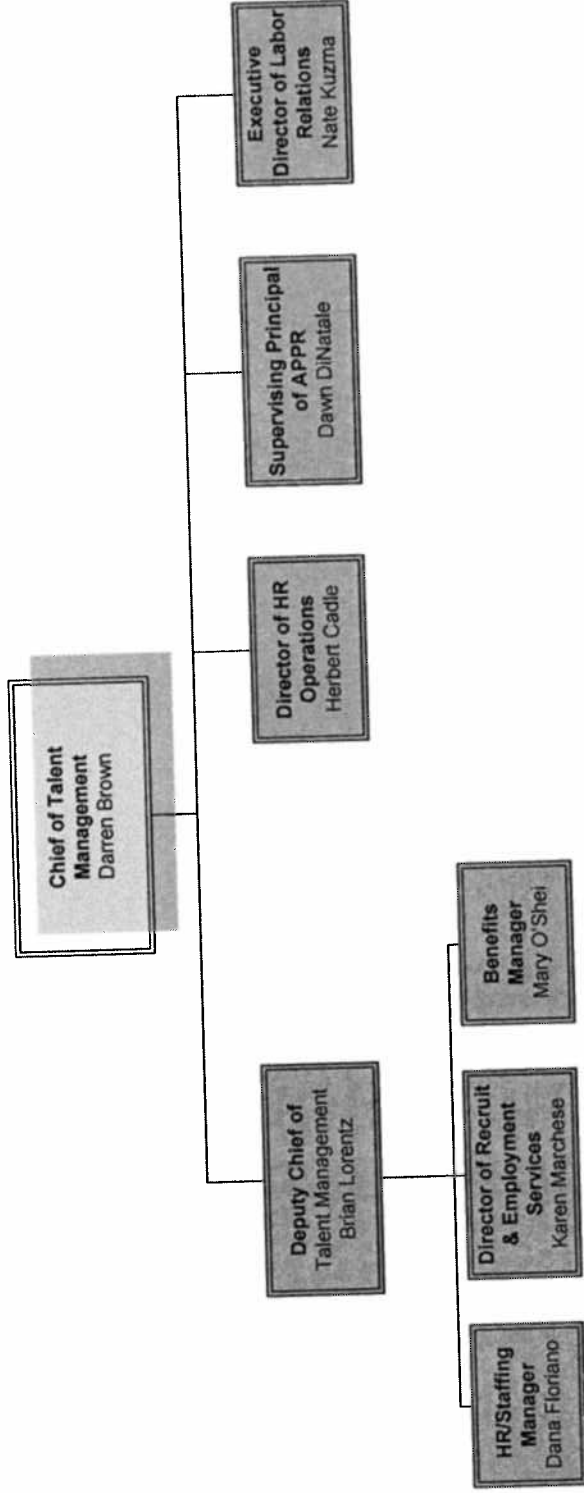 Chief of Talent
Management
Darren Brown
Deputy Chief of
Talent Management
Brian Lorentz
Director of HR
Operations
Herbert Cadle
Supervising Principal
of APPR
Dawn DiNatale
Executive
Director of Labor
Relations
Nate Kuzma
HR/Staffing
Manager
Dana Floriano
Director of Recruit
& Employment
Services
Karen Marchese
Benefits
Manager
Mary O'Shei